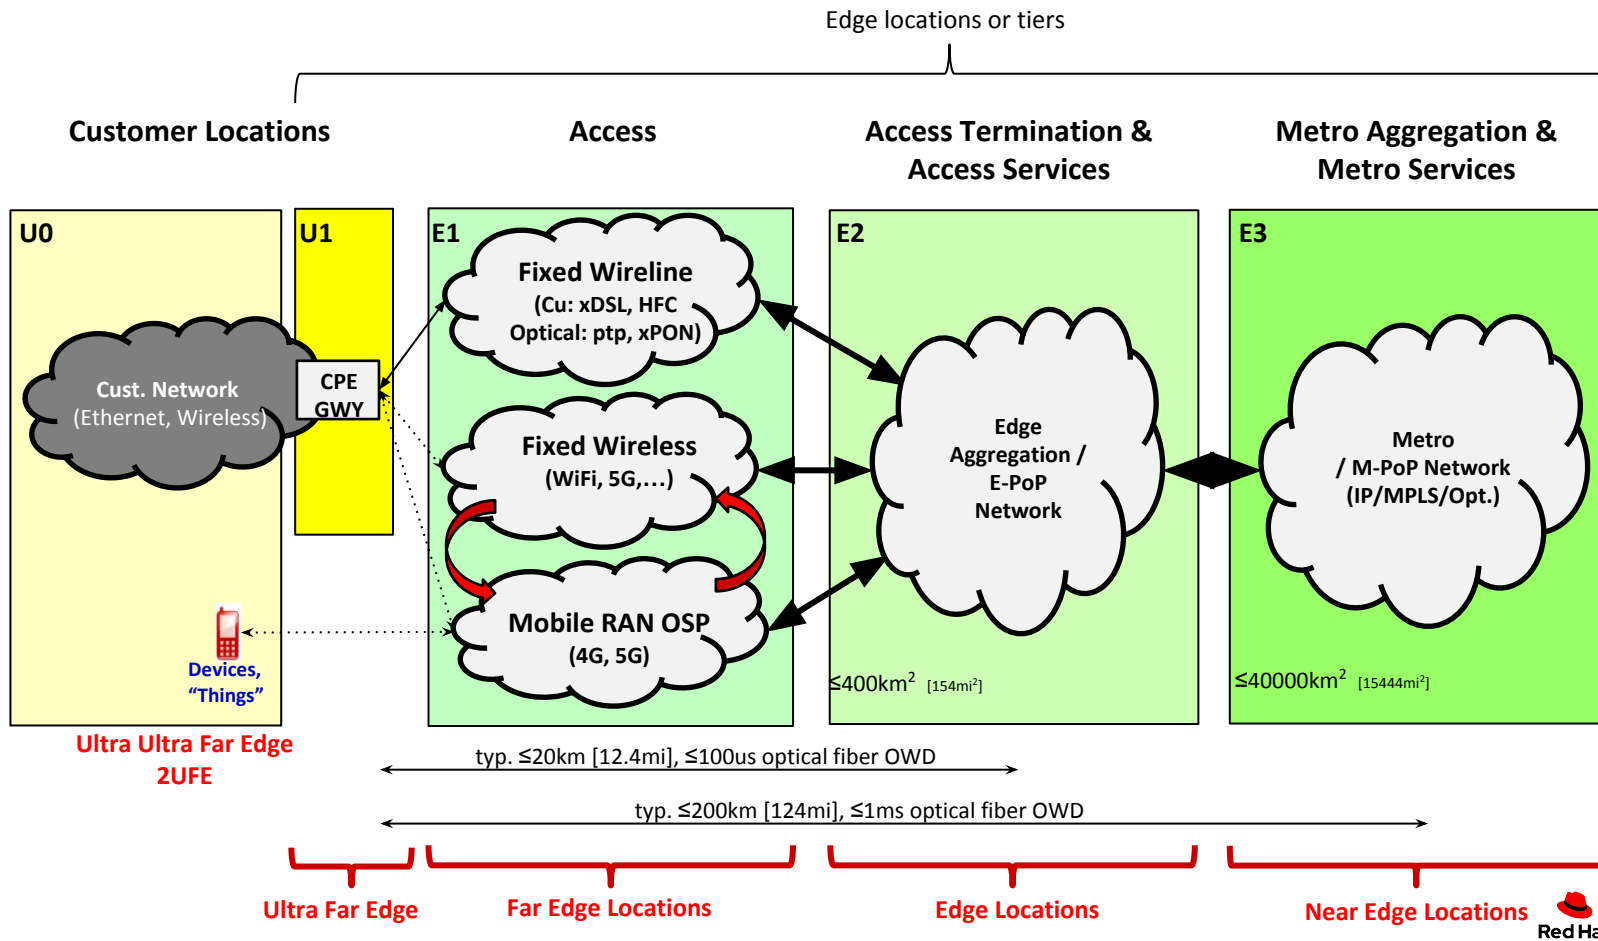 Edge locations or tiers
Customer Locations
Access
Access Termination &
Access Services
Metro Aggregation &
Metro Services
U0
U1
E1
E2
E3
Fixed Wireline
(Cu: xDSL, HFC
Optical: ptp, xPON)
Cust. Network
(Ethernet, Wireless)
CPE
GWY
Fixed Wireless
(WiFi, 5G,...)
Edge
Aggregation /
E-PoP
Network
Metro
/ M-PoP Network
(IP/MPLS/Opt.)
Mobile RAN OSP
(4G, 5G)
Devices,
“Things”
≤400km² [154mi²]
≤40000km² [15444mi²]
Ultra Ultra Far Edge
2UFE
typ. ≤20km [12.4mi], ≤100us optical fiber OWD
typ. ≤200km [124mi], ≤1ms optical fiber OWD
Ultra Far Edge
Far Edge Locations
Edge Locations
Near Edge Locations
Red Ha